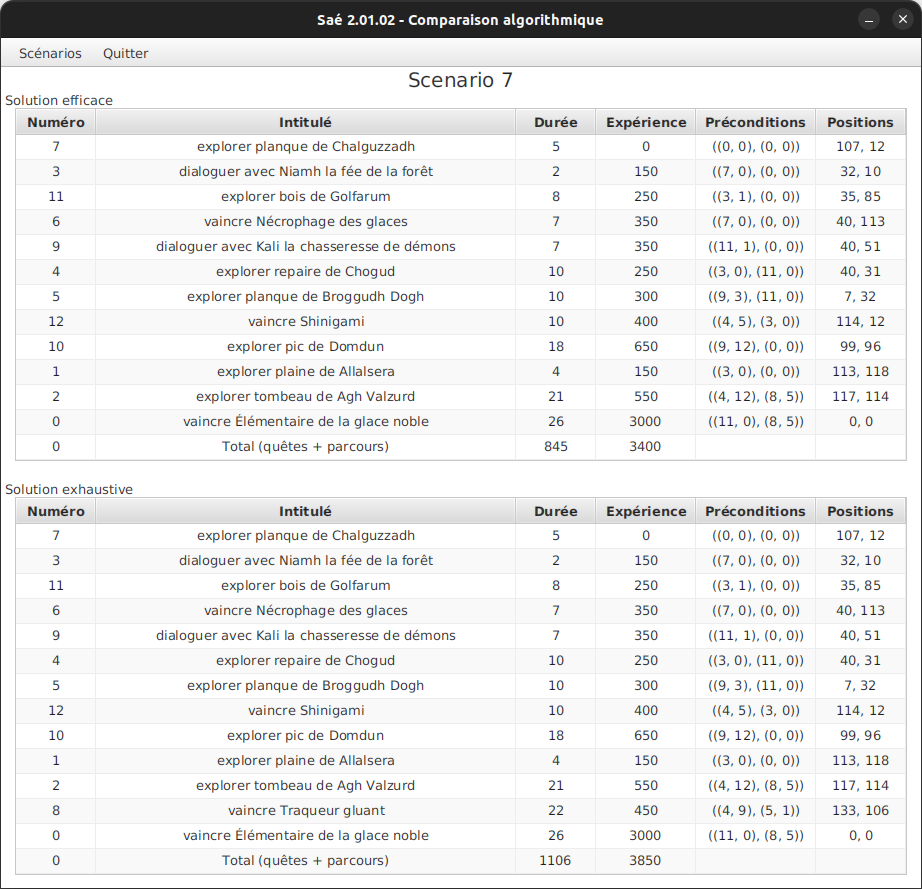 Saé 2.01.02 - Comparaison algorithmique
Scénarios Quitter
Scenario 7
Solution efficace
Numéro Intitulé Durée Expérience Préconditions Positions
7 explorer planque de Chalguzzadh 5 0 ((0, 0), (0, 0)) 107, 12
3 dialoguer avec Niamh la fée de la forêt 2 150 ((7, 0), (0, 0)) 32, 10
11 explorer bois de Golfarum 8 250 ((3, 1), (0, 0)) 35, 85
6 vaincre Nécrophage des glaces 7 350 ((7, 0), (0, 0)) 40, 113
9 dialoguer avec Kali la chasseresse de démons 7 350 ((11, 1), (0, 0)) 40, 51
4 explorer repaire de Chogud 10 250 ((3, 0), (11, 0)) 40, 31
5 explorer planque de Broggudh Dogh 10 300 ((9, 3), (11, 0)) 7, 32
12 vaincre Shinigami 10 400 ((4, 5), (3, 0)) 114, 12
10 explorer pic de Domdun 18 650 ((9, 12), (0, 0)) 99, 96
1 explorer plaine de Allalsera 4 150 ((3, 0), (0, 0)) 113, 118
2 explorer tombeau de Agh Valzurd 21 550 ((4, 12), (8, 5)) 117, 114
0 vaincre Élémentaire de la glace noble 26 3000 ((11, 0), (8, 5)) 0, 0
0 Total (quêtes + parcours) 845 3400
Solution exhaustive
Numéro Intitulé Durée Expérience Préconditions Positions
7 explorer planque de Chalguzzadh 5 0 ((0, 0), (0, 0)) 107, 12
3 dialoguer avec Niamh la fée de la forêt 2 150 ((7, 0), (0, 0)) 32, 10
11 explorer bois de Golfarum 8 250 ((3, 1), (0, 0)) 35, 85
6 vaincre Nécrophage des glaces 7 350 ((7, 0), (0, 0)) 40, 113
9 dialoguer avec Kali la chasseresse de démons 7 350 ((11, 1), (0, 0)) 40, 51
4 explorer repaire de Chogud 10 250 ((3, 0), (11, 0)) 40, 31
5 explorer planque de Broggudh Dogh 10 300 ((9, 3), (11, 0)) 7, 32
12 vaincre Shinigami 10 400 ((4, 5), (3, 0)) 114, 12
10 explorer pic de Domdun 18 650 ((9, 12), (0, 0)) 99, 96
1 explorer plaine de Allalsera 4 150 ((3, 0), (0, 0)) 113, 118
2 explorer tombeau de Agh Valzurd 21 550 ((4, 12), (8, 5)) 117, 114
8 vaincre Traqueur gluant 22 450 ((4, 9), (5, 1)) 133, 106
0 vaincre Élémentaire de la glace noble 26 3000 ((11, 0), (8, 5)) 0, 0
0 Total (quêtes + parcours) 1106 3850